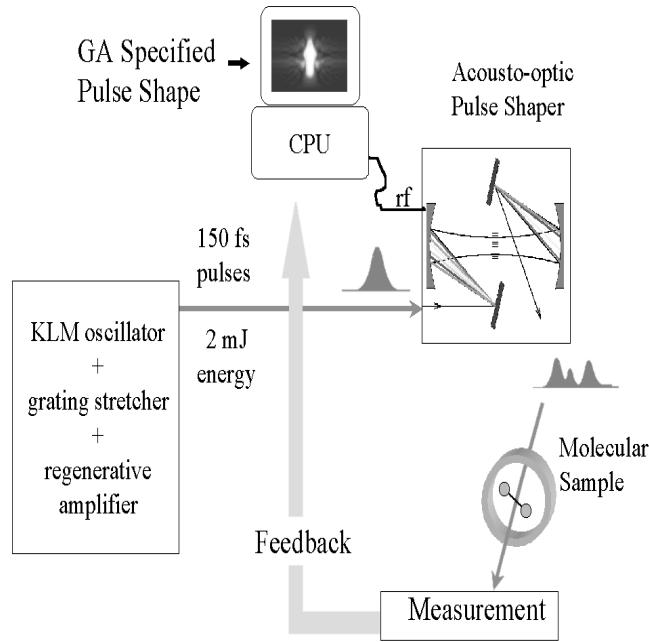 GA Specified
Pulse Shape
CPU
Acousto-optic
Pulse Shaper
rf
150 fs
pulses
2 mJ
energy
KLM oscillator
+
grating stretcher
+
regenerative
amplifier
Molecular
Sample
Feedback
Measurement